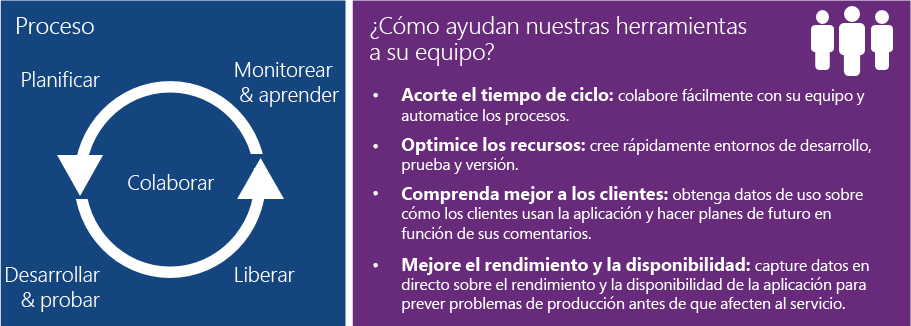 Proceso
Planificar
Monitorear
& aprender
Colaborar
Desarrollar
& probar
Liberar
¿Cómo ayudan nuestras herramientas
a su equipo?
• Acorte el tiempo de ciclo: colabore fácilmente con su equipo y
automatice los procesos.
• Optimice los recursos: cree rápidamente entornos de desarrollo,
prueba y versión.
• Comprenda mejor a los clientes: obtenga datos de uso sobre
cómo los clientes usan la aplicación y hacer planes de futuro en
función de sus comentarios.
• Mejore el rendimiento y la disponibilidad: capture datos en
directo sobre el rendimiento y la disponibilidad de la aplicación para
prever problemas de producción antes de que afecten al servicio.